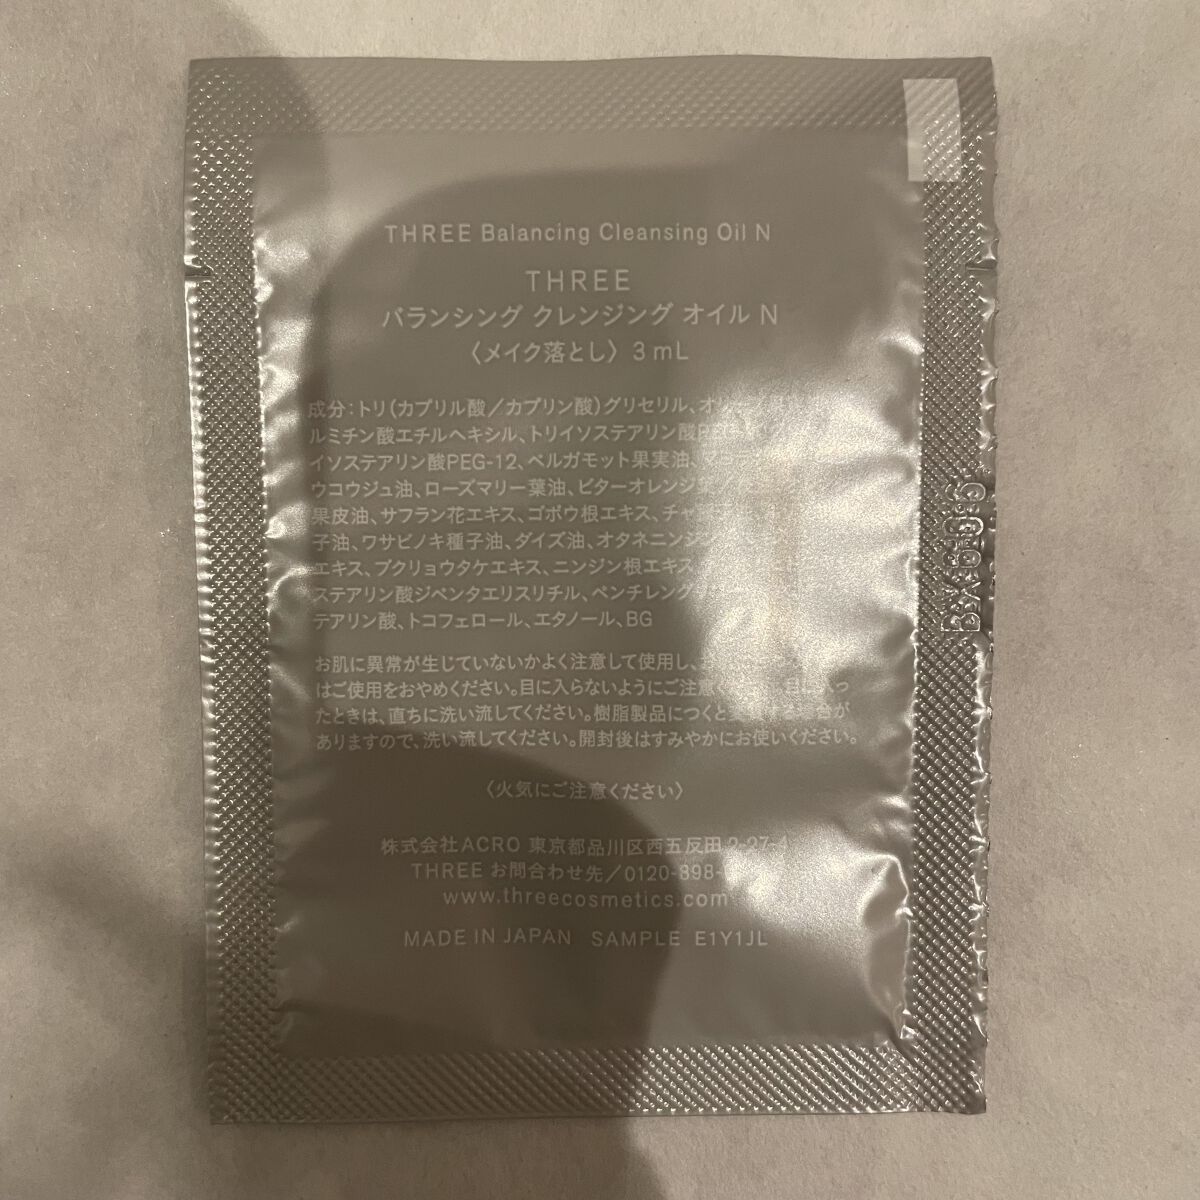 THREE Balancing Cleansing Oil N
THREE
バランシング クレンジング オイル N
〈メイク落とし〉3 mL
成分：トリ（カプリル酸／カプリン酸）グリセリル、オリ
ルミチン酸エチルヘキシル、トリイソステアリン酸PEG-
イソステアリン酸PEG-12、ベルガモット果実油、
ウコウジュ油、ローズマリー葉油、ビターオレンジ
果皮油、サフラン花エキス、ゴボウ根エキス、チャ
子油、ワサビノキ種子油、ダイズ油、オタネニンジン
エキス、ブクリョウタケエキス、ニンジン根エキス
ステアリン酸ジペンタエリスリチル、ペンチレング
テアリン酸、トコフェロール、エタノール、BG
お肌に異常が生じていないかよく注意して使用し、
はご使用をおやめください。目に入らないようにご注意
たときは、直ちに洗い流してください。樹脂製品につくと
ありますので、洗い流してください。開封後はすみやかにお使いください。
〈火気にご注意ください〉
株式会社ACRO 東京都品川区西五反田2-27-4
THREE お問合わせ先／0120-898-
www.threecosmetics.com
MADE IN JAPAN SAMPLE E1Y1JL